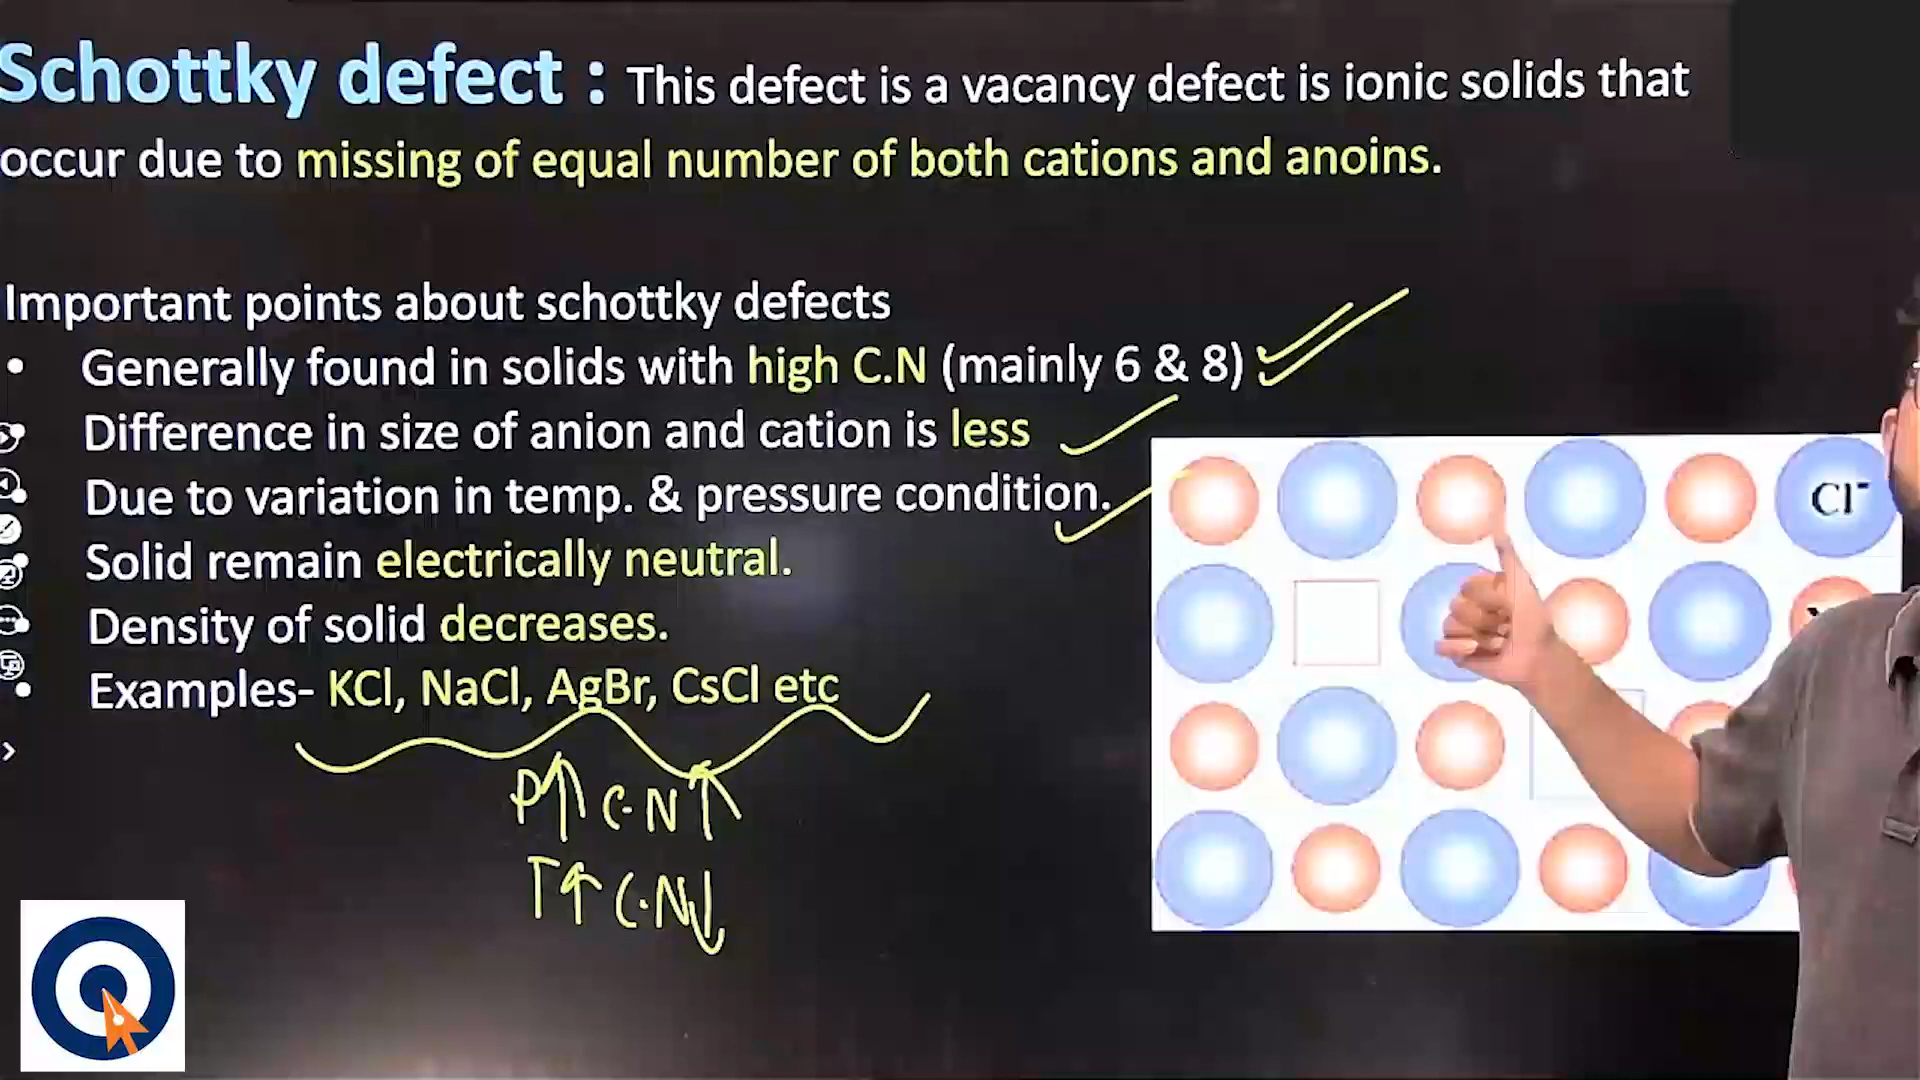 Schottky defect : This defect is a vacancy defect is ionic solids that
occur due to missing of equal number of both cations and anoins.
Important points about schottky defects
• Generally found in solids with high C.N (mainly 6 & 8)
Difference in size of anion and cation is less
Due to variation in temp. & pressure condition.
Solid remain electrically neutral.
Density of solid decreases.
• Examples- KCl, NaCl, AgBr, CsCl etc
P↑ C.N↑
T↑ C.N↓
Cl⁻